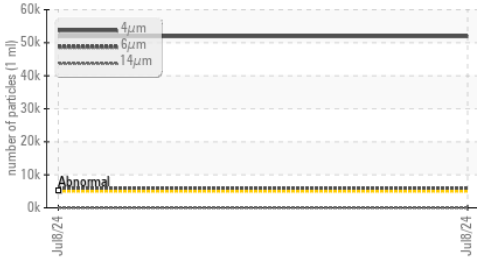 60k
50k
40k
30k
20k
10k
0k
number of particles (1 ml)
4µm
6µm
14µm
Abnormal
Jul8/24
Jul8/24